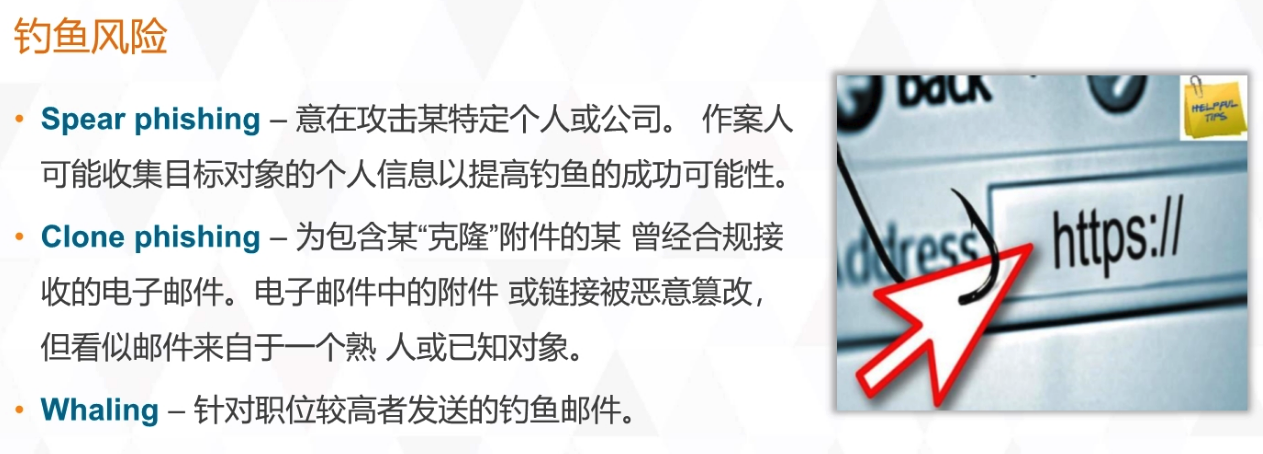 钓鱼风险
• Spear phishing – 意在攻击某特定个人或公司。 作案人
可能收集目标对象的个人信息以提高钓鱼的成功可能性。
• Clone phishing – 为包含某“克隆”附件的某 曾经合规接
收的电子邮件。电子邮件中的附件 或链接被恶意篡改，
但看似邮件来自于一个熟 人或已知对象。
• Whaling – 针对职位较高者发送的钓鱼邮件。
Back
HELPFUL
TIPS
Address
https://